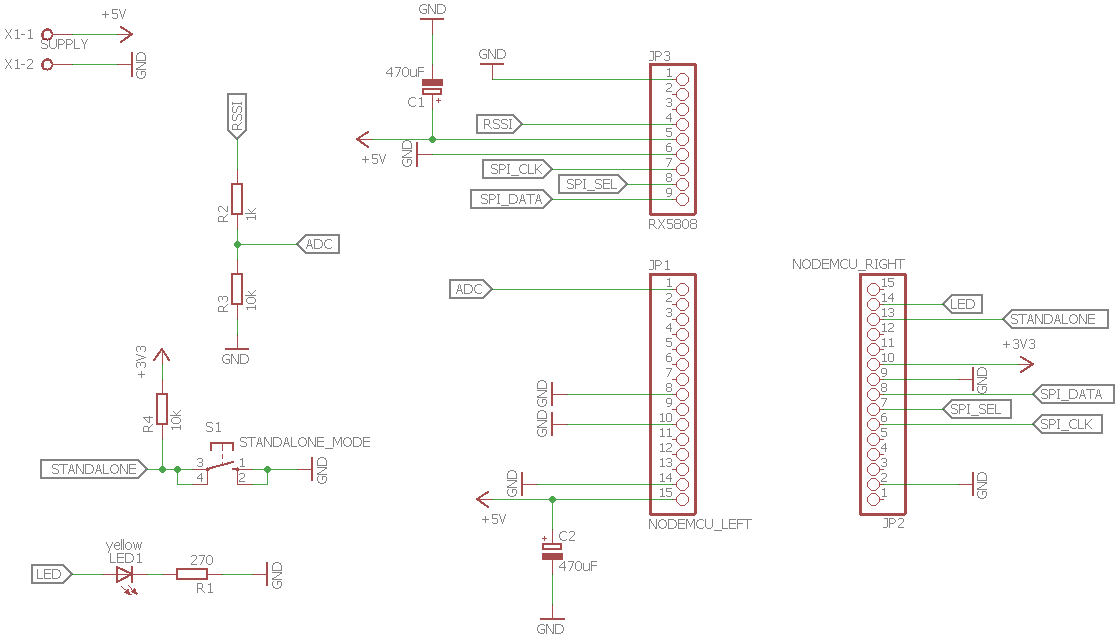 X1-1
+5V
SUPPLY
X1-2
GND
GND
470uF
C1
+
+5V
GND
GND
RSSI
SPI_CLK
SPI_SEL
SPI_DATA
JP3
1
2
3
4
5
6
7
8
9
RX5808
RSSI
R2
1k
ADC
R3
10k
GND
+3V3
R4
10k
S1
STANDALONE_MODE
STANDALONE
3
1
4
2
GND
yellow
LED1
LED
270
R1
GND
JP1
ADC
1
2
3
4
5
6
7
8
9
10
11
12
13
14
15
GND
GND
GND
+5V
NODEMCU_LEFT
+
C2
470uF
GND
NODEMCU_RIGHT
15
14
13
12
11
10
9
8
7
6
5
4
3
2
1
LED
STANDALONE
+3V3
GND
SPI_DATA
SPI_SEL
SPI_CLK
GND
JP2